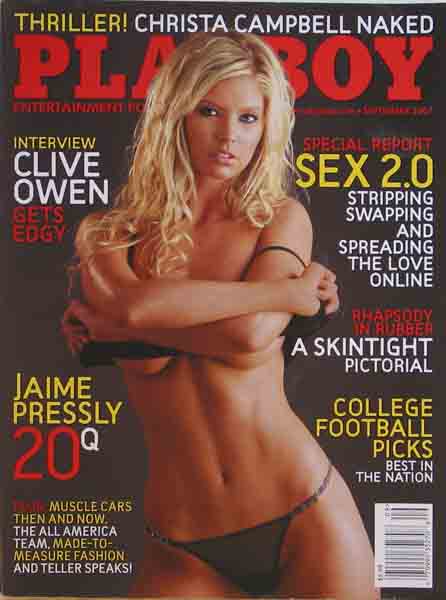 THRILLER! CHRISTA CAMPBELL NAKED
PLAYBOY
ENTERTAINMENT FO
SEPTEMBER 2007
INTERVIEW
CLIVE
OWEN
GETS
EDGY
SPECIAL REPORT
SEX 2.0
STRIPPING
SWAPPING
AND
SPREADING
THE LOVE
ONLINE
RHAPSODY
IN RUBBER
A SKINTIGHT
PICTORIAL
JAIME
PRESSLY
20Q
COLLEGE
FOOTBALL
PICKS
BEST IN
THE NATION
PLUS: MUSCLE CARS
THEN AND NOW,
THE ALL AMERICA
TEAM, MADE-TO-
MEASURE FASHION
AND TELLER SPEAKS!